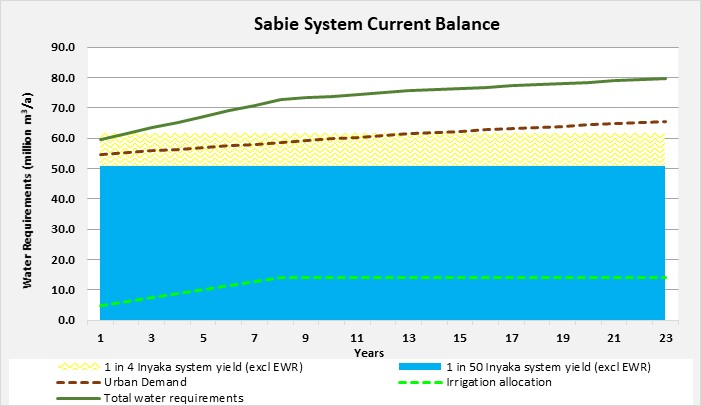 Sabie System Current Balance
Water Requirements (million m³/a)
90.0
80.0
70.0
60.0
50.0
40.0
30.0
20.0
10.0
0.0
1 3 5 7 9 11 13 15 17 19 21 23
Years
1 in 4 Inyaka system yield (excl EWR) 1 in 50 Inyaka system yield (excl EWR)
Urban Demand Irrigation allocation
Total water requirements